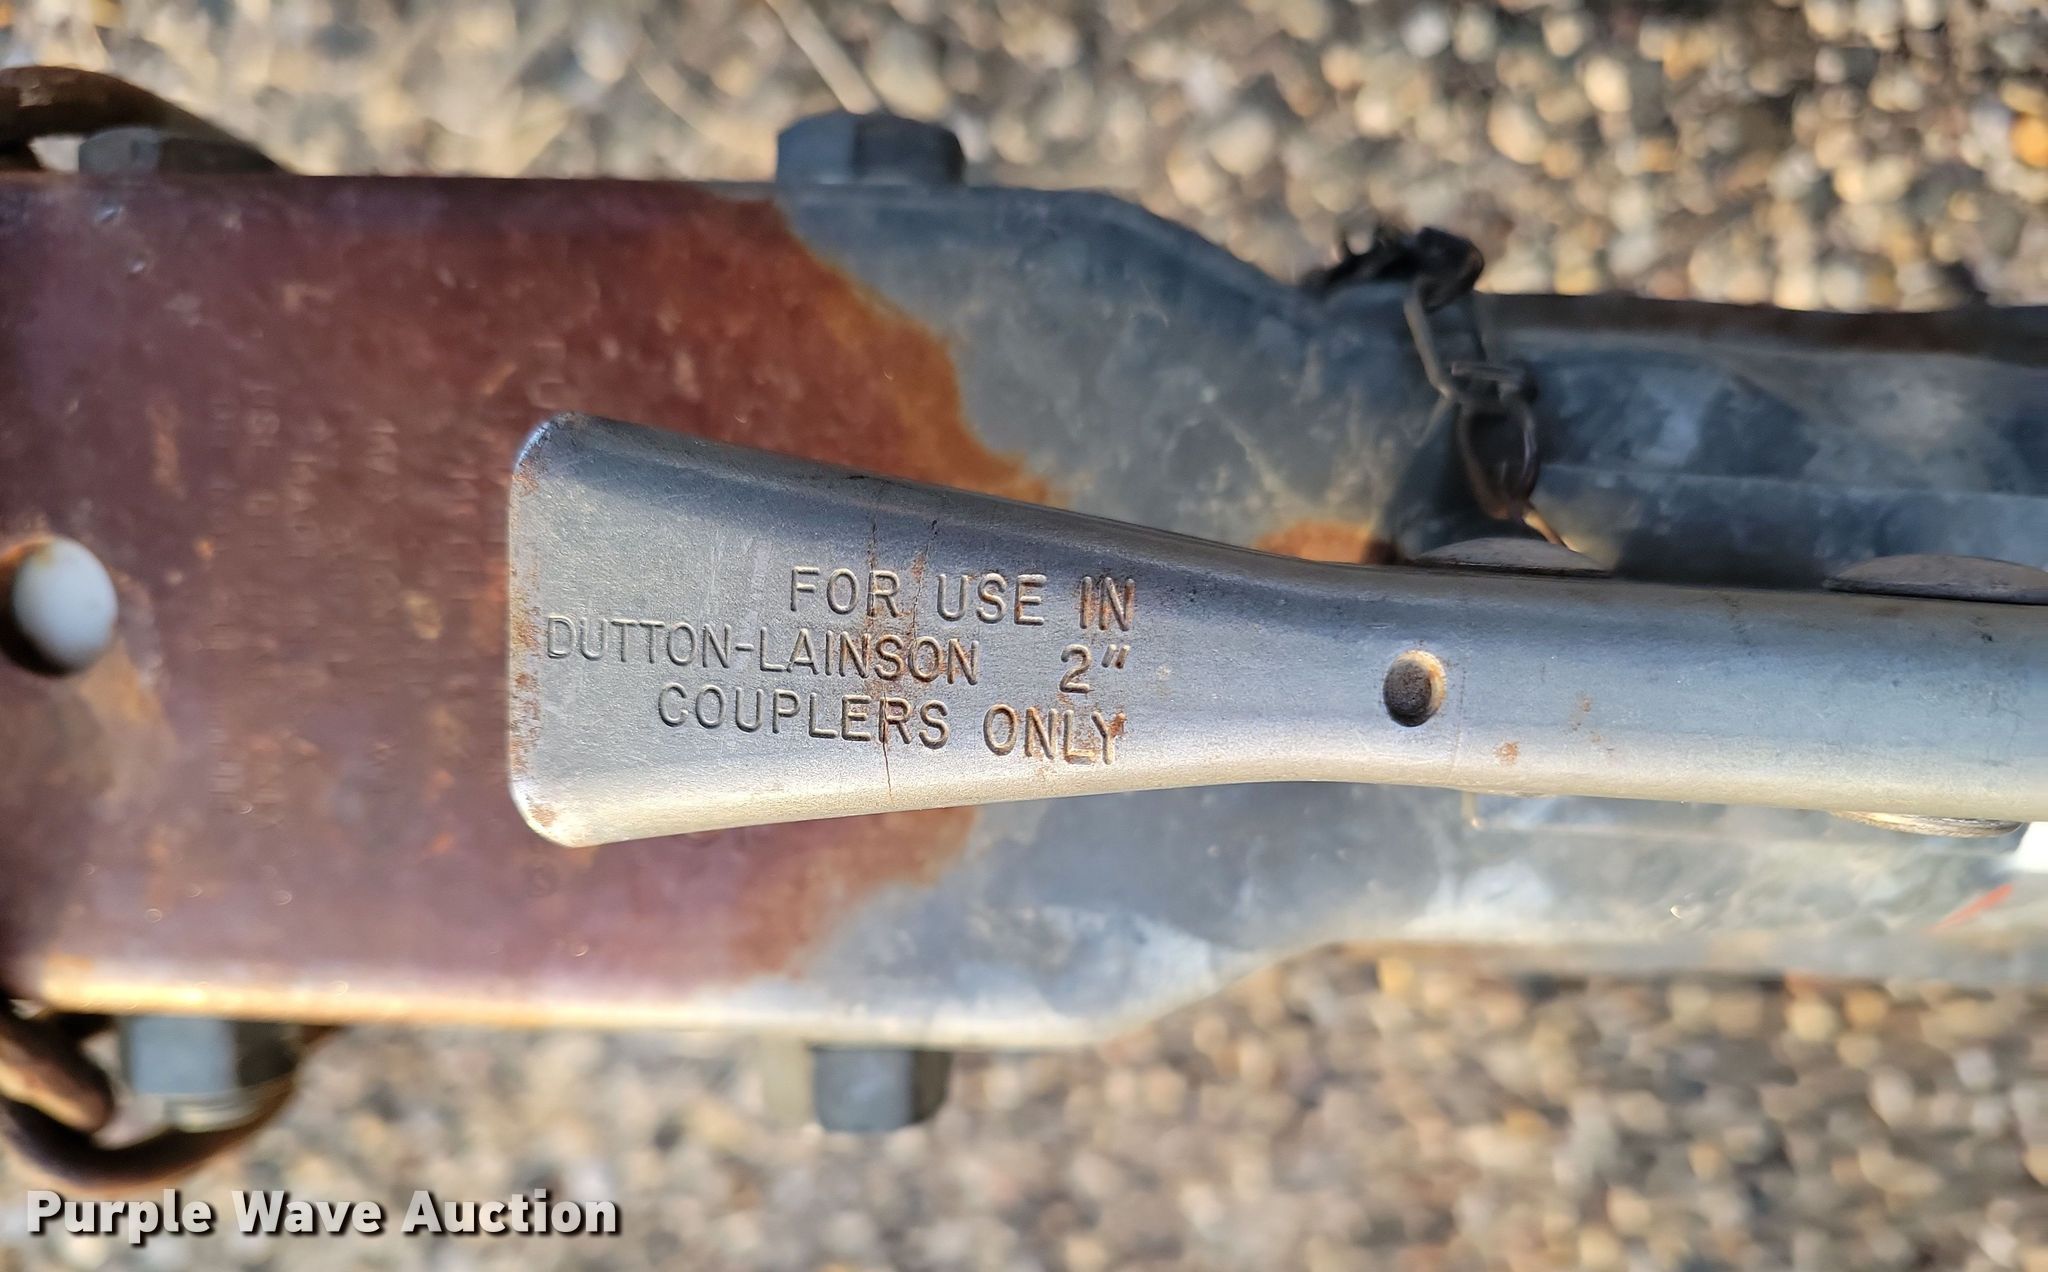 FOR USE IN
DUTTON-LAINSON 2"
COUPLERS ONLY
Purple Wave Auction